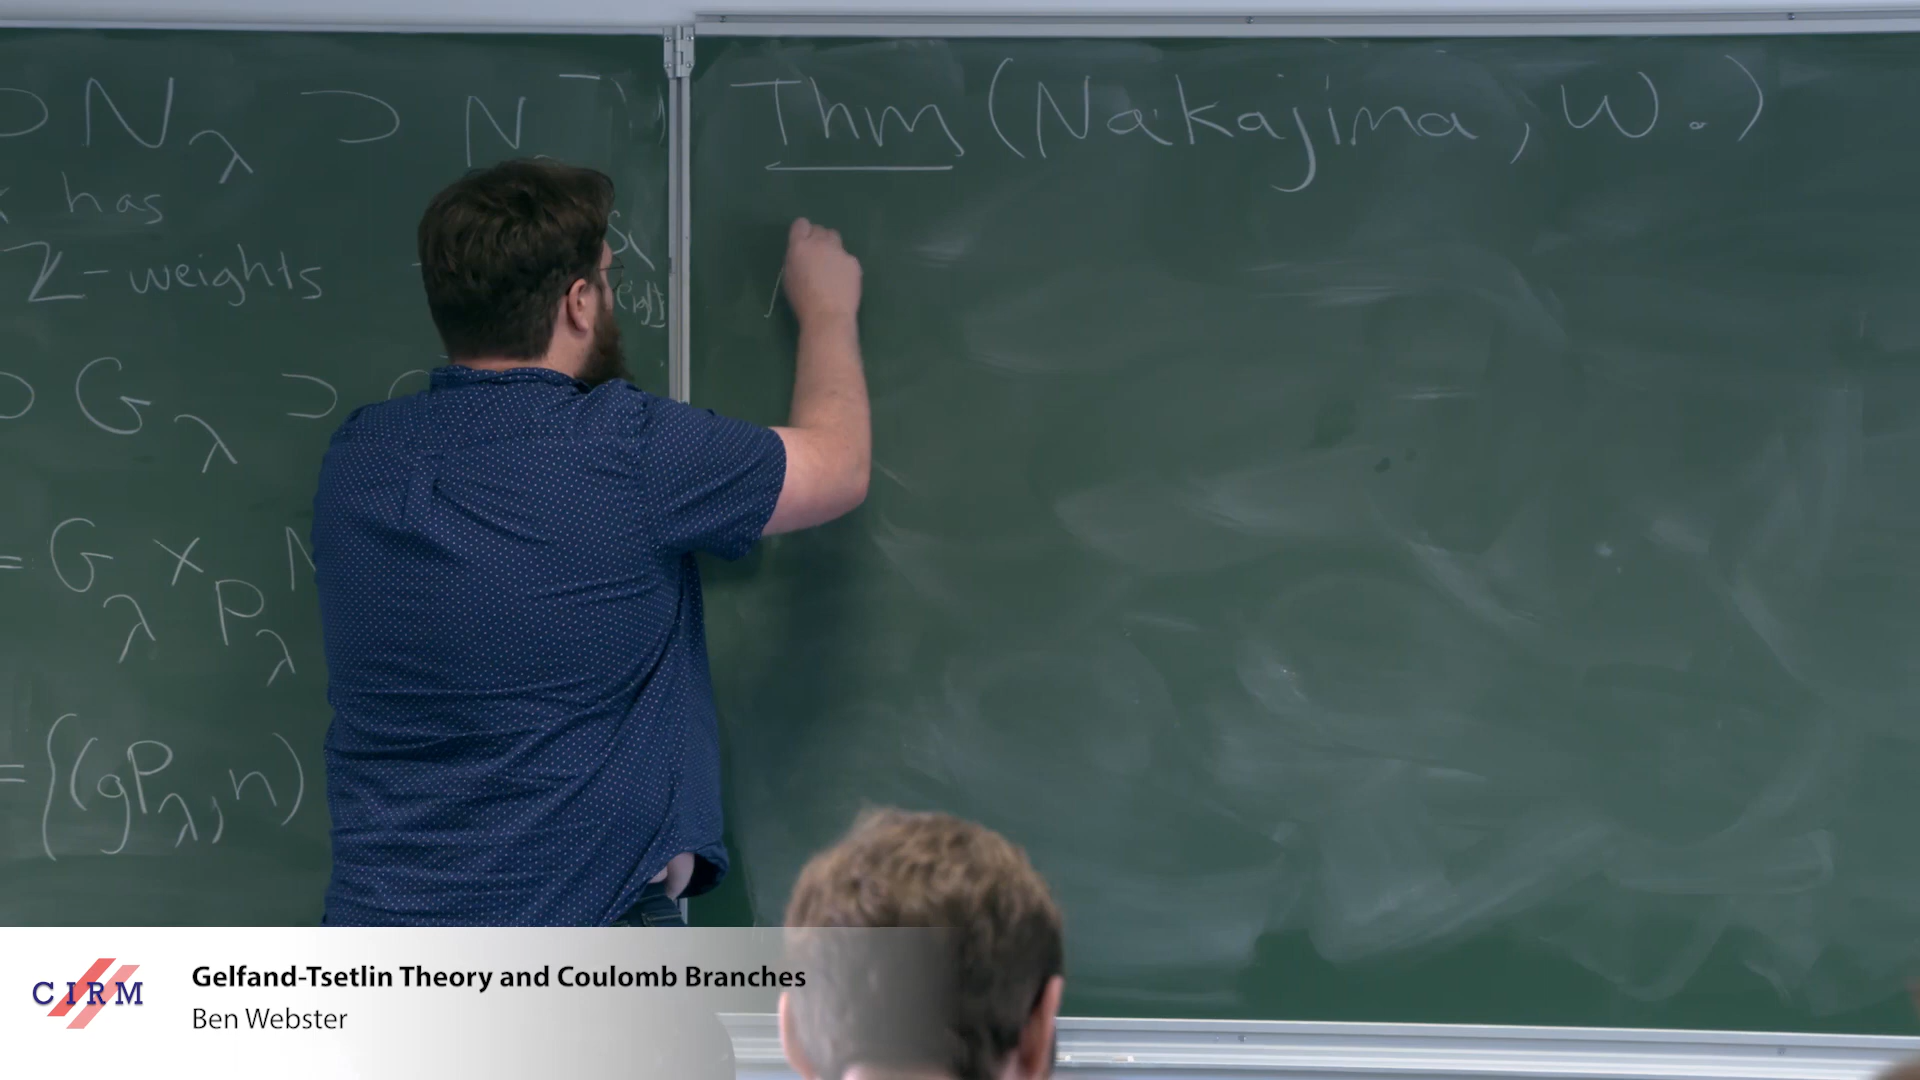 ⊃ N_λ ⊃ N⁻
has
ℤ-weights
⊃ G_λ ⊃
= G_λ ×_{P_λ} N
= {(gP_λ, n)
Thm (Nakajima, W.)
CIRM
Gelfand-Tsetlin Theory and Coulomb Branches
Ben Webster